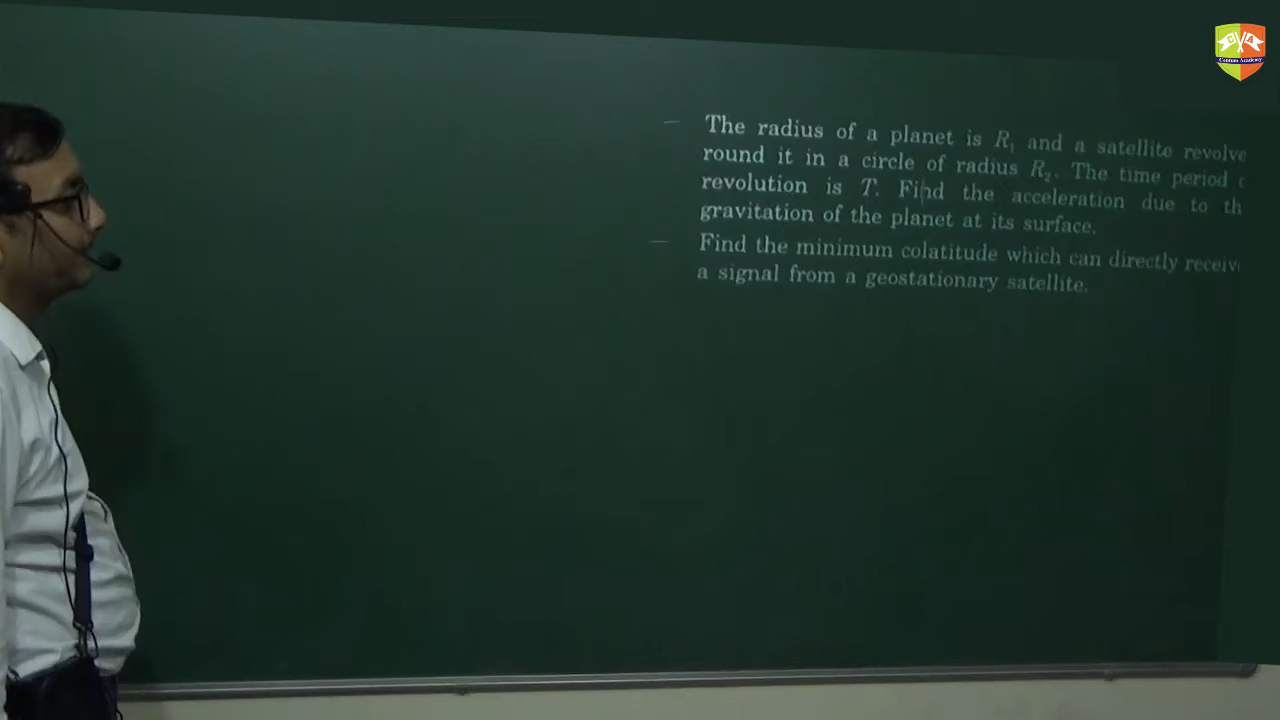 The radius of a planet is R₁ and a satellite revolve
round it in a circle of radius R₂. The time period
revolution is T. Find the acceleration due to th
gravitation of the planet at its surface.
Find the minimum colatitude which can directly receiv
a signal from a geostationary satellite.
C A
Centum Academy